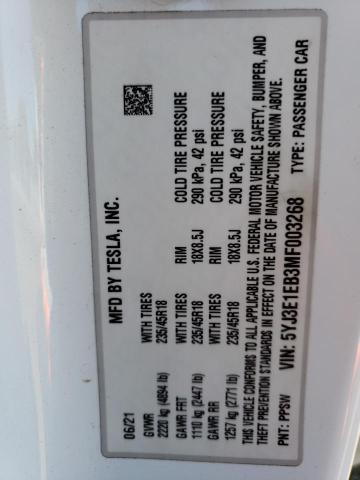 MFD BY TESLA, INC.
06/21
GVWR WITH TIRES RIM COLD TIRE PRESSURE
2220 kg (4894 lb) 235/45R18 18X8.5J 290 kPa, 42 psi
GAWR FRT WITH TIRES RIM COLD TIRE PRESSURE
1110 kg (2447 lb) 235/45R18 18X8.5J 290 kPa, 42 psi
GAWR RR
1257 kg (2771 lb)
THIS VEHICLE CONFORMS TO ALL APPLICABLE U.S. FEDERAL MOTOR VEHICLE SAFETY, BUMPER, AND
THEFT PREVENTION STANDARDS IN EFFECT ON THE DATE OF MANUFACTURE SHOWN ABOVE.
PNT: PPSW VIN: 5YJ3E1EB3MF003268 TYPE: PASSENGER CAR